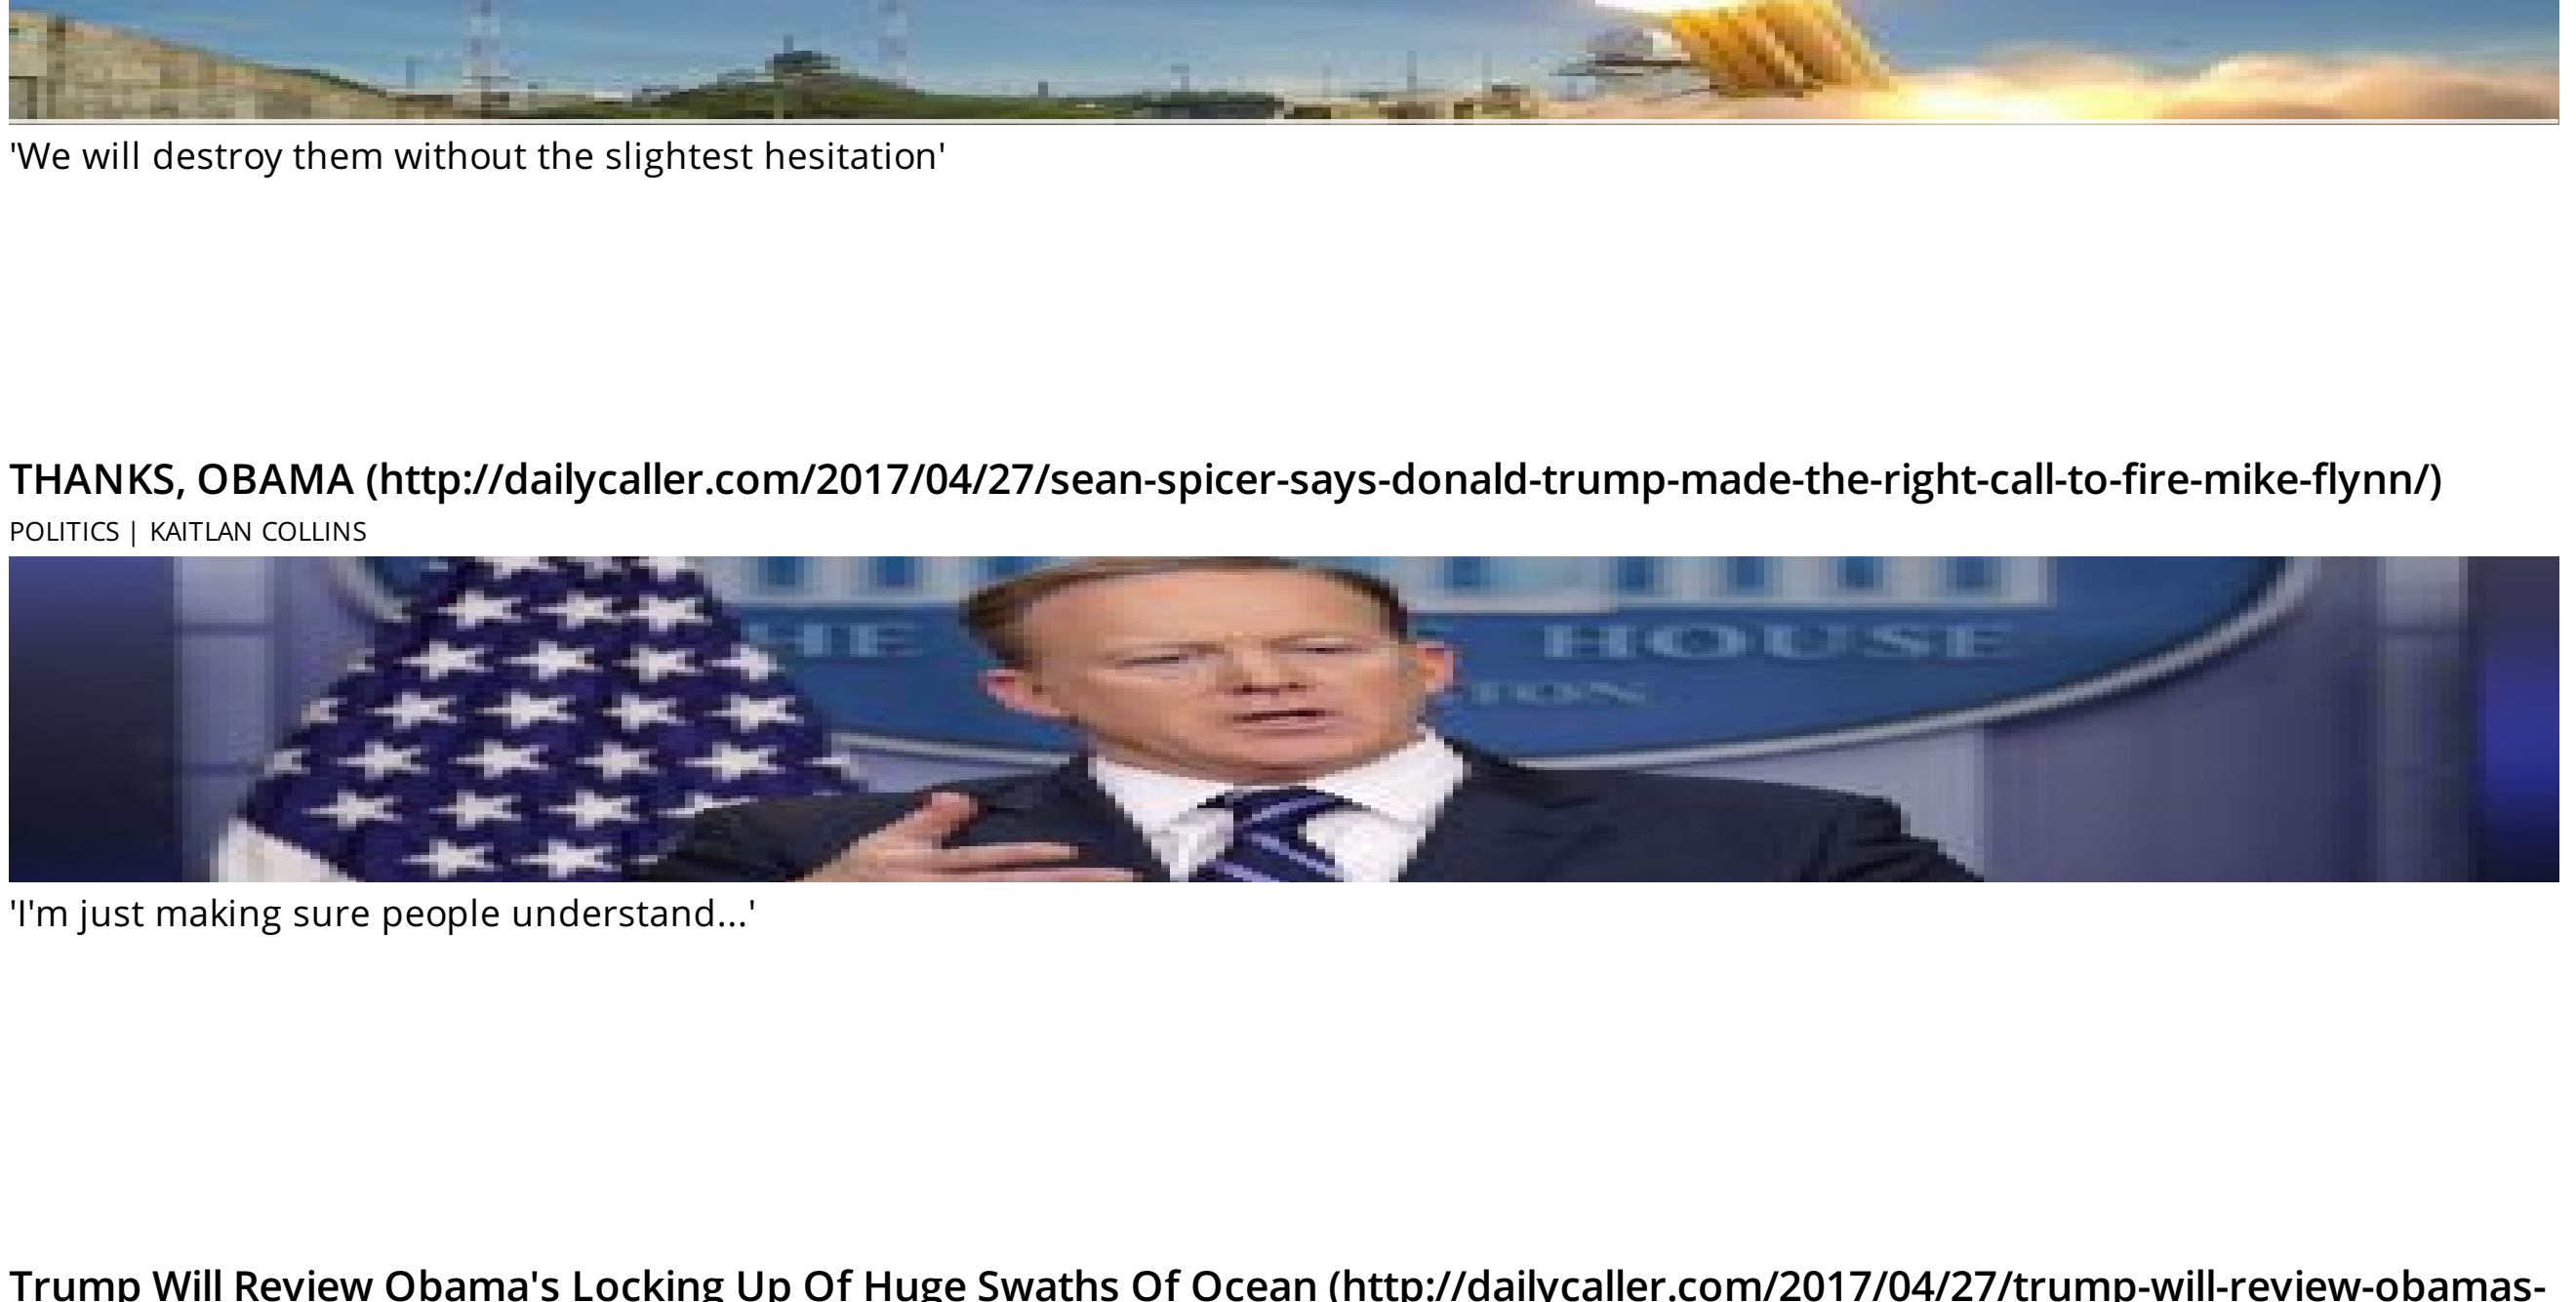 'We will destroy them without the slightest hesitation'
THANKS, OBAMA (http://dailycaller.com/2017/04/27/sean-spicer-says-donald-trump-made-the-right-call-to-fire-mike-flynn/)
POLITICS | KAITLAN COLLINS
HE HOUSE
TON
'I'm just making sure people understand...'
Trump Will Review Obama's Locking Up Of Huge Swaths Of Ocean (http://dailycaller.com/2017/04/27/trump-will-review-obamas-